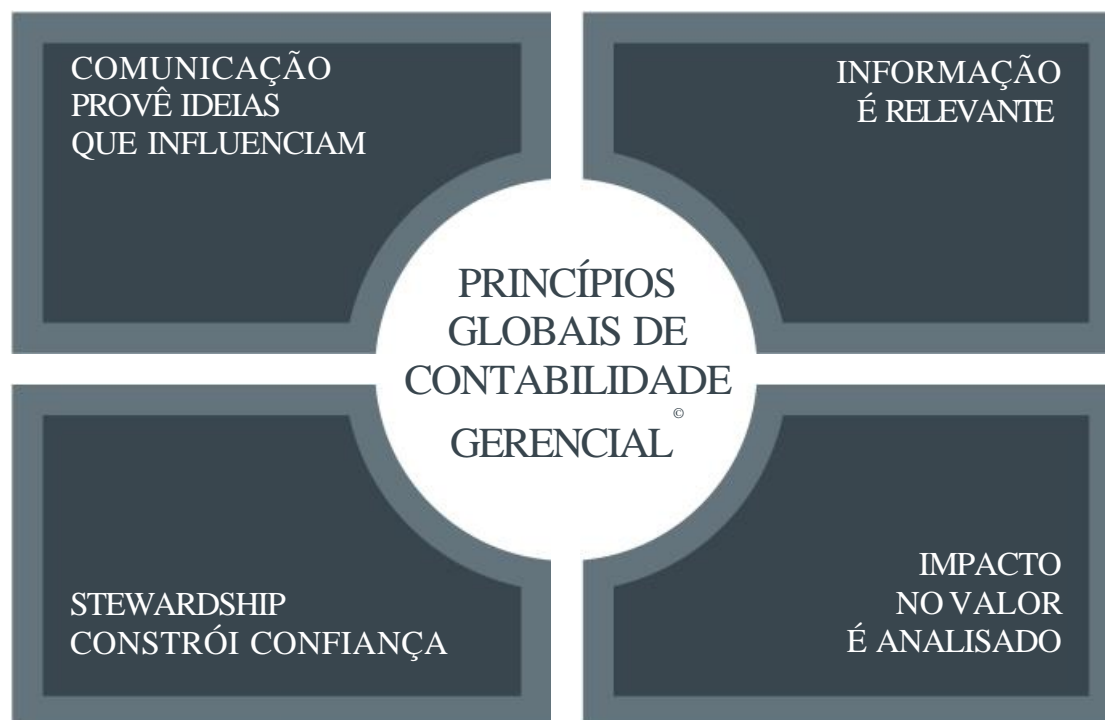 COMUNICAÇÃO
PROVÊ IDEIAS
QUE INFLUENCIAM
INFORMAÇÃO
É RELEVANTE
PRINCÍPIOS
GLOBAIS DE
CONTABILIDADE
GERENCIAL©
STEWARDSHIP
CONSTRÓI CONFIANÇA
IMPACTO
NO VALOR
É ANALISADO